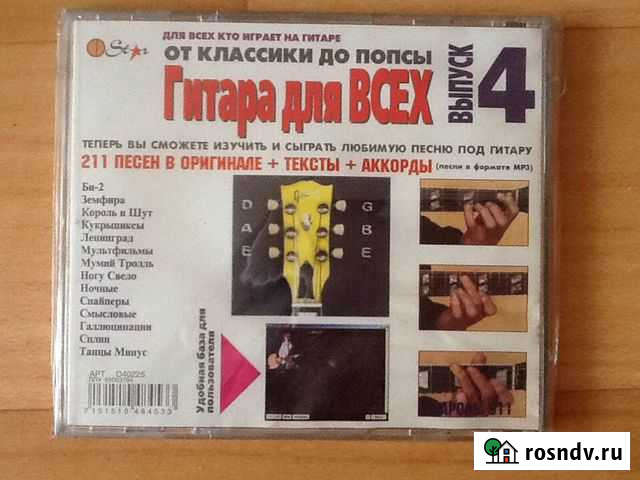 ДЛЯ ВСЕХ КТО ИГРАЕТ НА ГИТАРЕ
Star
ОТ КЛАССИКИ ДО ПОПСЫ
Гитара для ВСЕХ
ВЫПУСК 4
ТЕПЕРЬ ВЫ СМОЖЕТЕ ИЗУЧИТЬ И СЫГРАТЬ ЛЮБИМУЮ ПЕСНЮ ПОД ГИТАРУ
211 ПЕСЕН В ОРИГИНАЛЕ + ТЕКСТЫ + АККОРДЫ (песни в формате MP3)
Би-2
Земфира
Король и Шут
Кукрыниксы
Ленинград
Мультфильмы
Мумий Тролль
Ногу Свело
Ночные
Снайперы
Смысловые
Галлюцинации
Сплин
Танцы Минус
D G
A B
E E
Удобная база для
пользователя
АРТ. D40225
7151510 464533
rosndv.ru